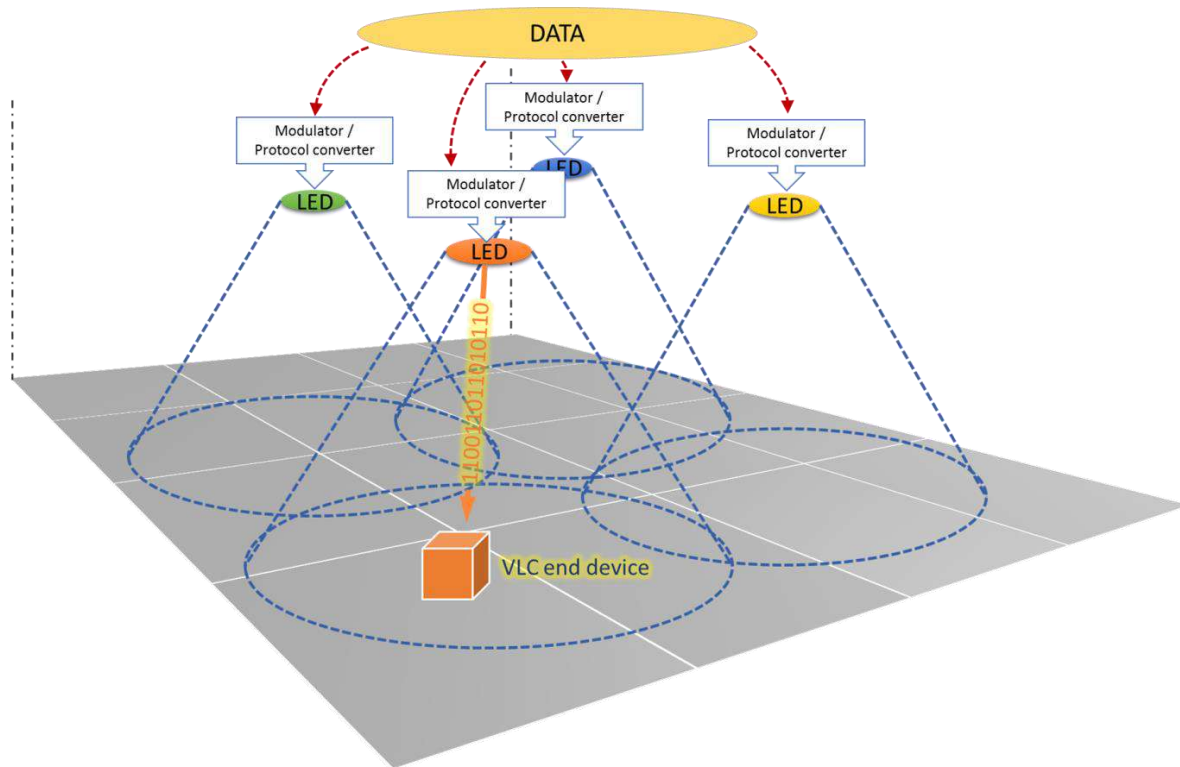 DATA
Modulator /
Protocol converter
LED
Modulator /
Protocol converter
LED
Modulator /
Protocol converter
LED
Modulator /
Protocol converter
LED
110011011010110
VLC end device